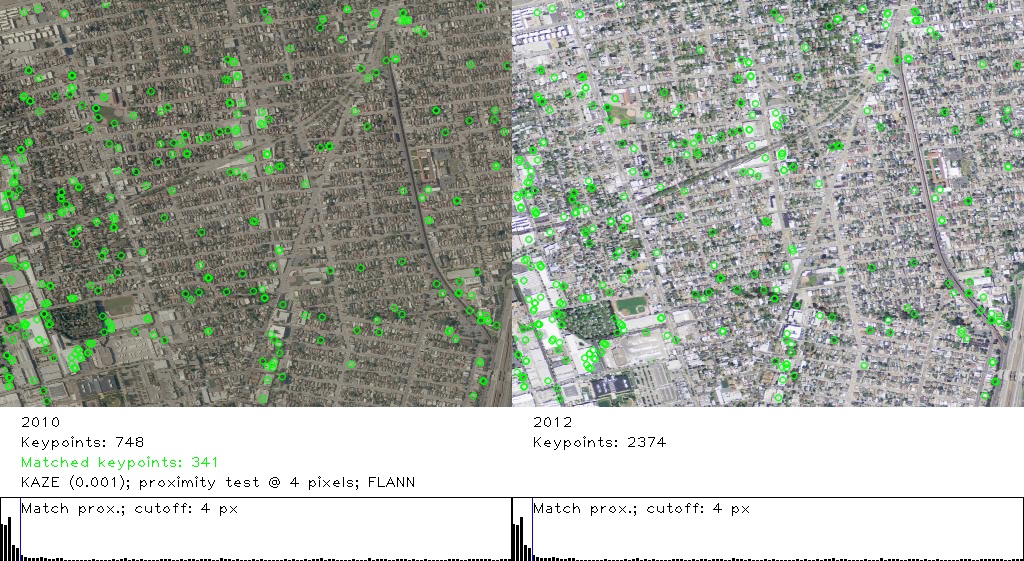 2010
Keypoints: 748
Matched keypoints: 341
KAZE (0.001); proximity test @ 4 pixels; FLANN
2012
Keypoints: 2374
Match prox.; cutoff: 4 px
Match prox.; cutoff: 4 px